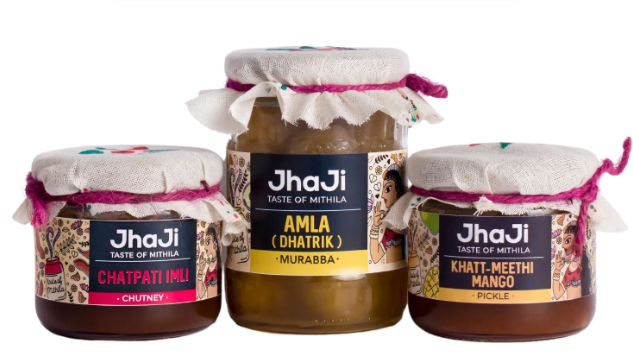 JhaJi
TASTE OF MITHILA
CHATPATI IMLI
• CHUTNEY •
JhaJi
TASTE OF MITHILA
AMLA
(DHATRIK)
• MURABBA •
JhaJi
TASTE OF MITHILA
KHATT-MEETHI
MANGO
• PICKLE •